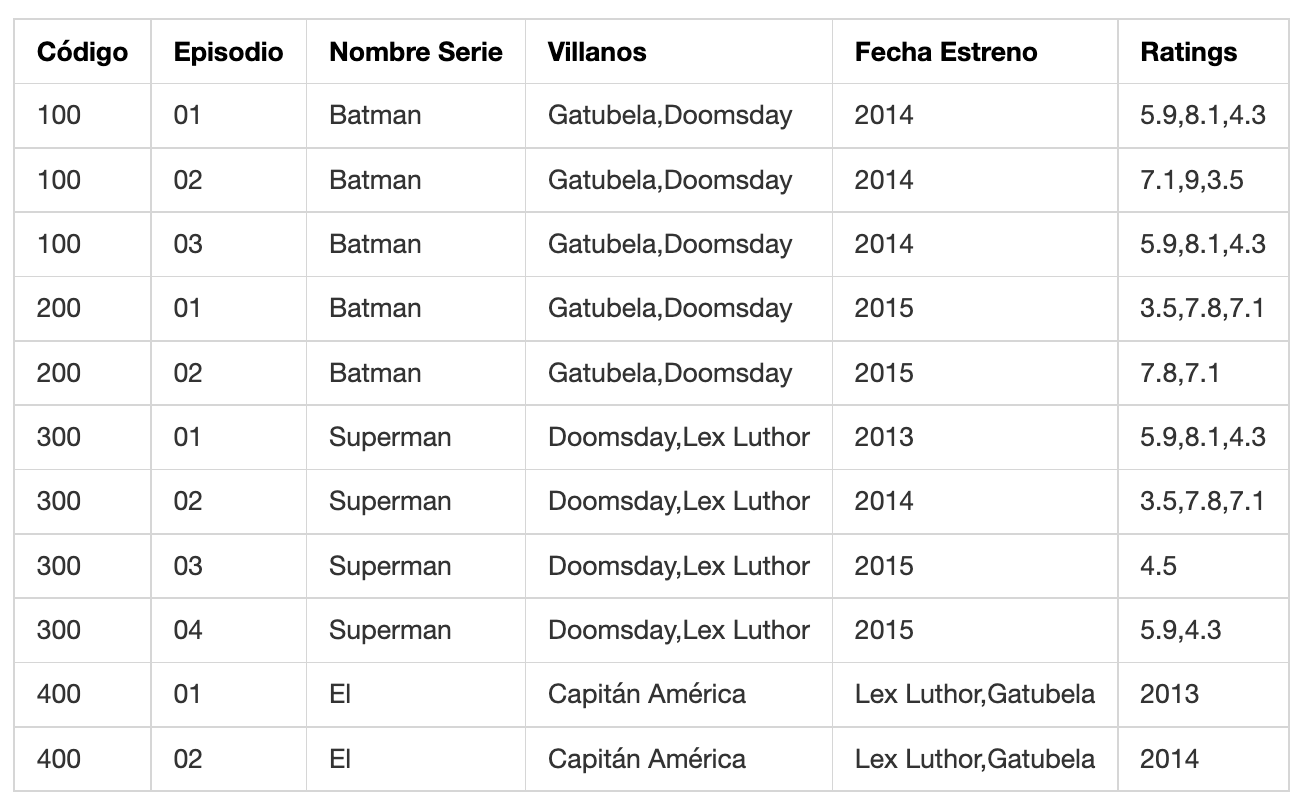 Código Episodio Nombre Serie Villanos Fecha Estreno Ratings
100 01 Batman Gatubela,Doomsday 2014 5.9,8.1,4.3
100 02 Batman Gatubela,Doomsday 2014 7.1,9,3.5
100 03 Batman Gatubela,Doomsday 2014 5.9,8.1,4.3
200 01 Batman Gatubela,Doomsday 2015 3.5,7.8,7.1
200 02 Batman Gatubela,Doomsday 2015 7.8,7.1
300 01 Superman Doomsday,Lex Luthor 2013 5.9,8.1,4.3
300 02 Superman Doomsday,Lex Luthor 2014 3.5,7.8,7.1
300 03 Superman Doomsday,Lex Luthor 2015 4.5
300 04 Superman Doomsday,Lex Luthor 2015 5.9,4.3
400 01 El Capitán América Lex Luthor,Gatubela 2013
400 02 El Capitán América Lex Luthor,Gatubela 2014